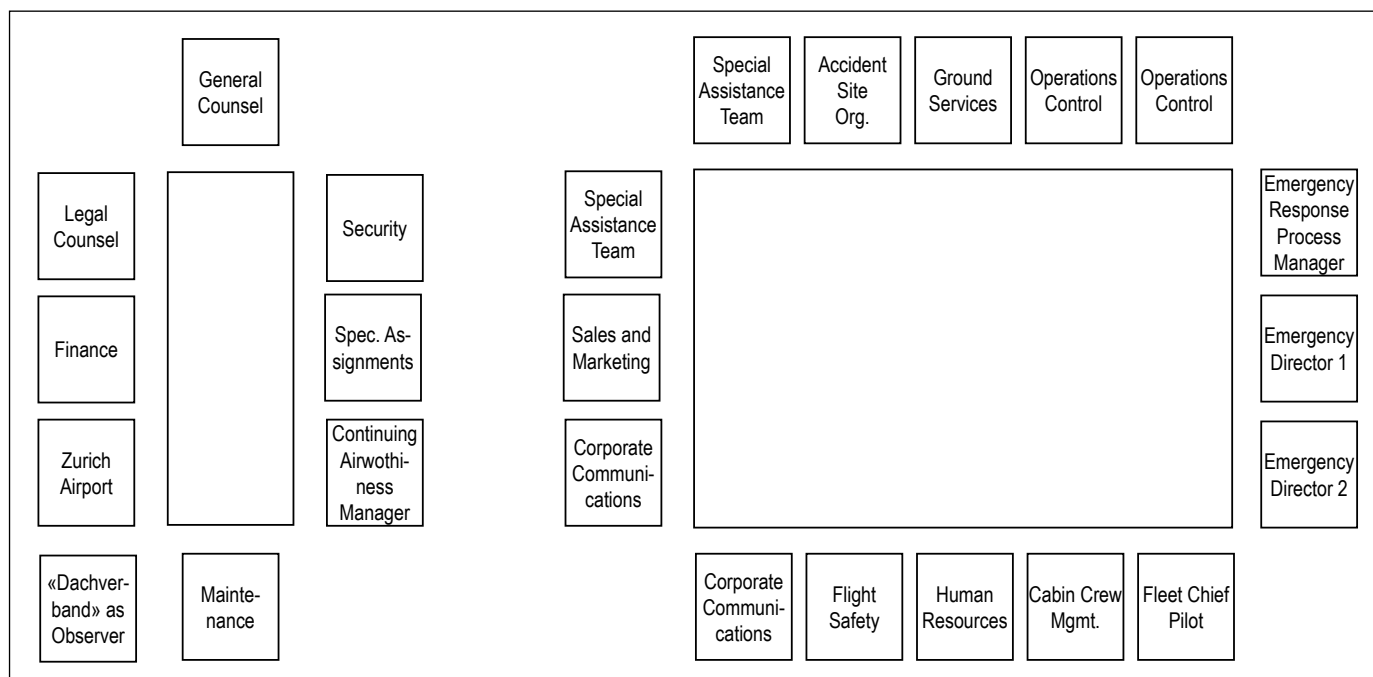 General
Counsel
Special
Assistance
Team
Accident
Site
Org.
Ground
Services
Operations
Control
Operations
Control
Legal
Counsel
Security
Special
Assistance
Team
Emergency
Response
Process
Manager
Finance
Spec. As-
signments
Sales and
Marketing
Emergency
Director 1
Zurich
Airport
Continuing
Airwothi-
ness
Manager
Corporate
Communi-
cations
Emergency
Director 2
«Dachver-
band» as
Observer
Mainte-
nance
Corporate
Communi-
cations
Flight
Safety
Human
Resources
Cabin Crew
Mgmt.
Fleet Chief
Pilot